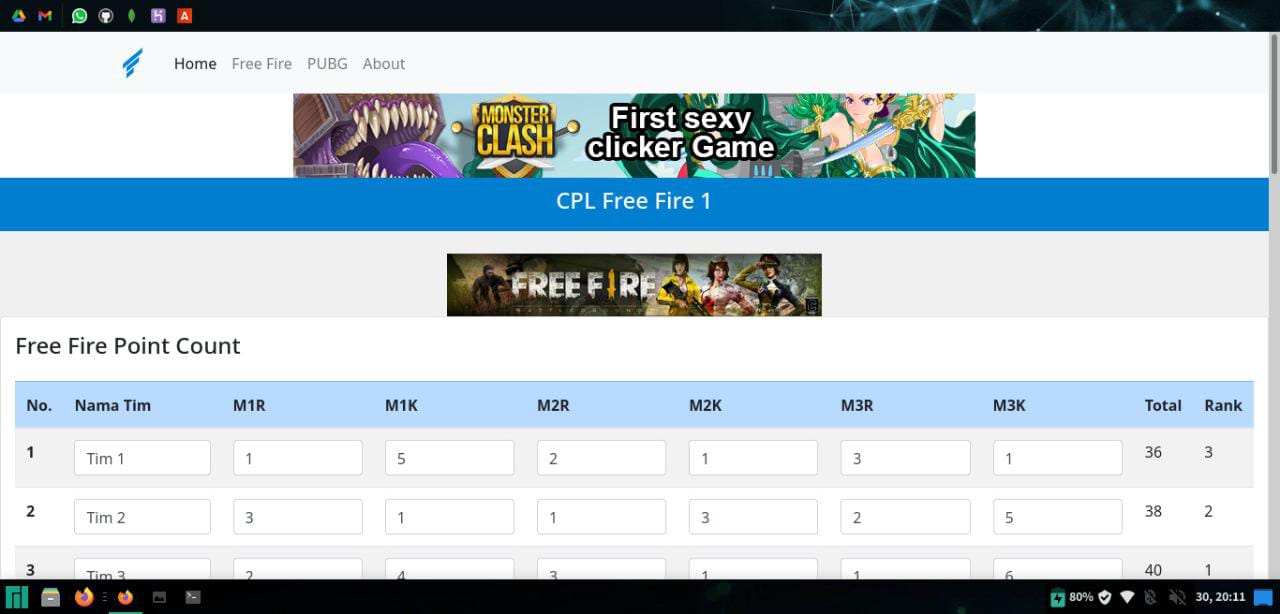 Home Free Fire PUBG About
MONSTER CLASH
First sexy
clicker Game
CPL Free Fire 1
FREE FIRE
BATTLEGROUNDS
Free Fire Point Count
No. Nama Tim M1R M1K M2R M2K M3R M3K Total Rank
1 Tim 1 1 5 2 1 3 1 36 3
2 Tim 2 3 1 1 3 2 5 38 2
3 Tim 3 2 4 3 1 1 6 40 1
80% 30, 20:11